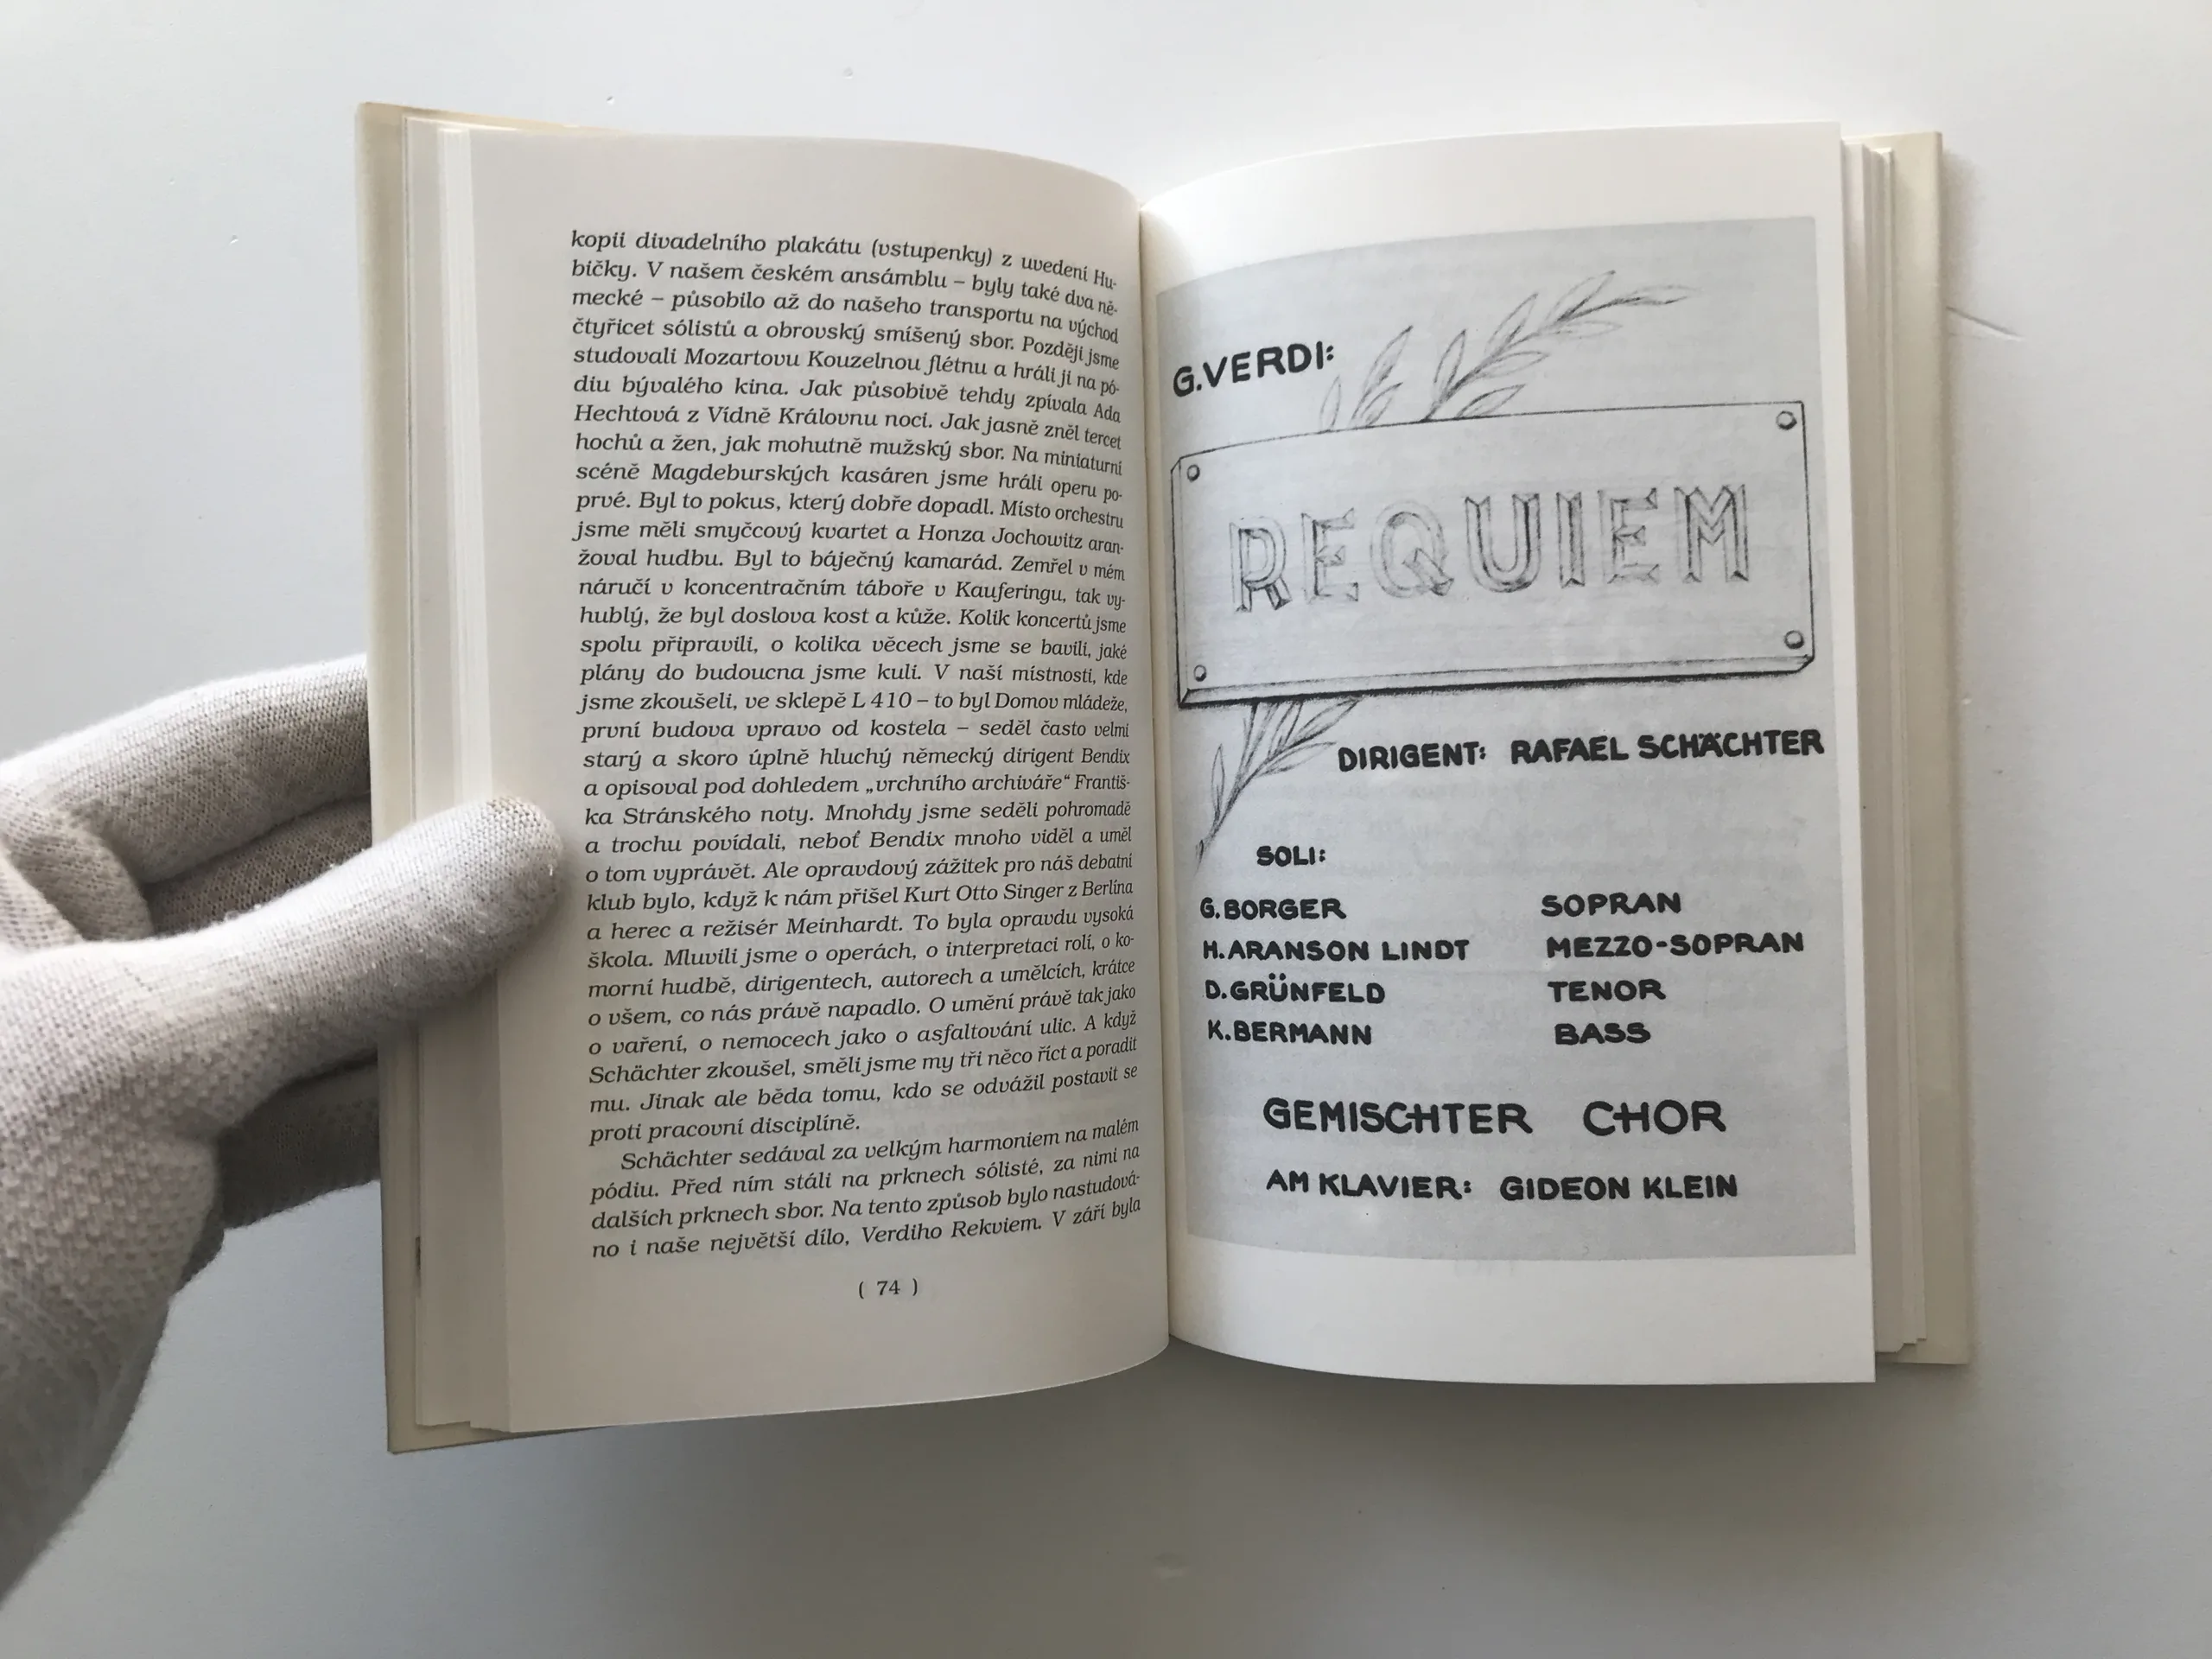 kopii divadelního plakátu (vstupenky) z uvedení Hu-
bičky. V našem českém ansámblu – byly také dva ně-
mecké – působilo až do našeho transportu na východ
čtyřicet sólistů a obrovský smíšený sbor. Později jsme
studovali Mozartovu Kouzelnou flétnu a hráli ji na pó-
diu bývalého kina. Jak působivě tehdy zpívala Ada
Hechtová z Vídně Královnu noci. Jak jasně zněl tercet
hochů a žen, jak mohutně mužský sbor. Na miniaturní
scéně Magdeburských kasáren jsme hráli operu po-
prvé. Byl to pokus, který dobře dopadl. Místo orchestru
jsme měli smyčcový kvartet a Honza Jochowitz aran-
žoval hudbu. Byl to báječný kamarád. Zemřel v mém
náručí v koncentračním táboře v Kauferingu, tak vy-
hublý, že byl doslova kost a kůže. Kolik koncertů jsme
spolu připravili, o kolika věcech jsme se bavili, jaké
plány do budoucna jsme kuli. V naší místnosti, kde
jsme zkoušeli, ve sklepě L 410 – to byl Domov mládeže,
první budova vpravo od kostela – seděl často velmi
starý a skoro úplně hluchý německý dirigent Bendix
a opisoval pod dohledem „vrchního archiváře“ Františ-
ka Stránského noty. Mnohdy jsme seděli pohromadě
a trochu povídali, neboť Bendix mnoho viděl a uměl
o tom vyprávět. Ale opravdový zážitek pro náš debatní
klub bylo, když k nám přišel Kurt Otto Singer z Berlína
a herec a režisér Meinhardt. To byla opravdu vysoká
škola. Mluvili jsme o operách, o interpretaci rolí, o ko-
morní hudbě, dirigentech, autorech a umělcích, krátce
o všem, co nás právě napadlo. O umění právě tak jako
o vaření, o nemocech jako o asfaltování ulic. A když
Schächter zkoušel, směli jsme my tři něco říct a poradit
mu. Jinak ale běda tomu, kdo se odvážil postavit se
proti pracovní disciplíně.
Schächter sedával za velkým harmoniem na malém
pódiu. Před ním stáli na prknech sólisté, za nimi na
dalších prknech sbor. Na tento způsob bylo nastudová-
no i naše největší dílo, Verdiho Rekviem. V září byla
( 74 )
G. VERDI:
REQUIEM
DIRIGENT: RAFAEL SCHÄCHTER
SOLI:
G. BORGER SOPRAN
H. ARANSON LINDT MEZZO-SOPRAN
D. GRÜNFELD TENOR
K. BERMANN BASS
GEMISCHTER CHOR
AM KLAVIER: GIDEON KLEIN